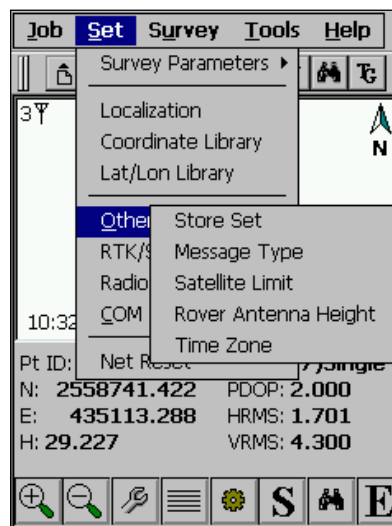 Job Set Survey Tools Help
Survey Parameters
TG
3
Localization
Coordinate Library
N
Lat/Lon Library
Other
Store Set
RTK/S
Message Type
Radio
Satellite Limit
COM
Rover Antenna Height
10:32
Time Zone
Pt ID: Net Reset Single
N: 2558741.422 PDOP: 2.000
E: 435113.288 HRMS: 1.701
H: 29.227 VRMS: 4.300
S E